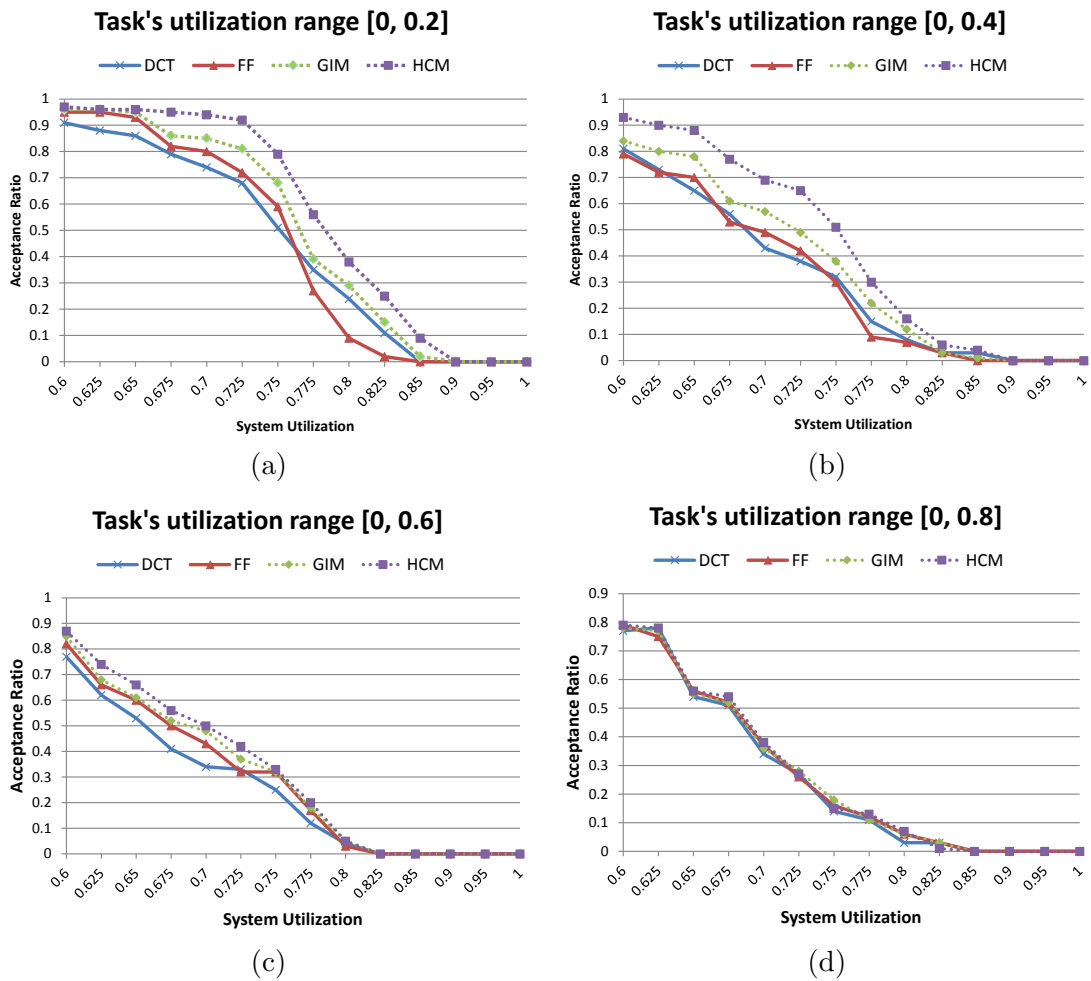 Task's utilization range [0, 0.2]
DCT FF GIM HCM
1
0.9
0.8
0.7
0.6
0.5
0.4
0.3
0.2
0.1
0
Acceptance Ratio
0.6 0.625 0.65 0.675 0.7 0.725 0.75 0.775 0.8 0.825 0.85 0.9 0.95 1
System Utilization
(a)
Task's utilization range [0, 0.4]
DCT FF GIM HCM
1
0.9
0.8
0.7
0.6
0.5
0.4
0.3
0.2
0.1
0
Acceptance Ratio
0.6 0.625 0.65 0.675 0.7 0.725 0.75 0.775 0.8 0.825 0.85 0.9 0.95 1
SYstem Utilization
(b)
Task's utilization range [0, 0.6]
DCT FF GIM HCM
1
0.9
0.8
0.7
0.6
0.5
0.4
0.3
0.2
0.1
0
Acceptance Ratio
0.6 0.625 0.65 0.675 0.7 0.725 0.75 0.775 0.8 0.825 0.85 0.9 0.95 1
System Utilization
(c)
Task's utilization range [0, 0.8]
DCT FF GIM HCM
0.9
0.8
0.7
0.6
0.5
0.4
0.3
0.2
0.1
0
Acceptance Ratio
0.6 0.625 0.65 0.675 0.7 0.725 0.75 0.775 0.8 0.825 0.85 0.9 0.95 1
System Utilization
(d)